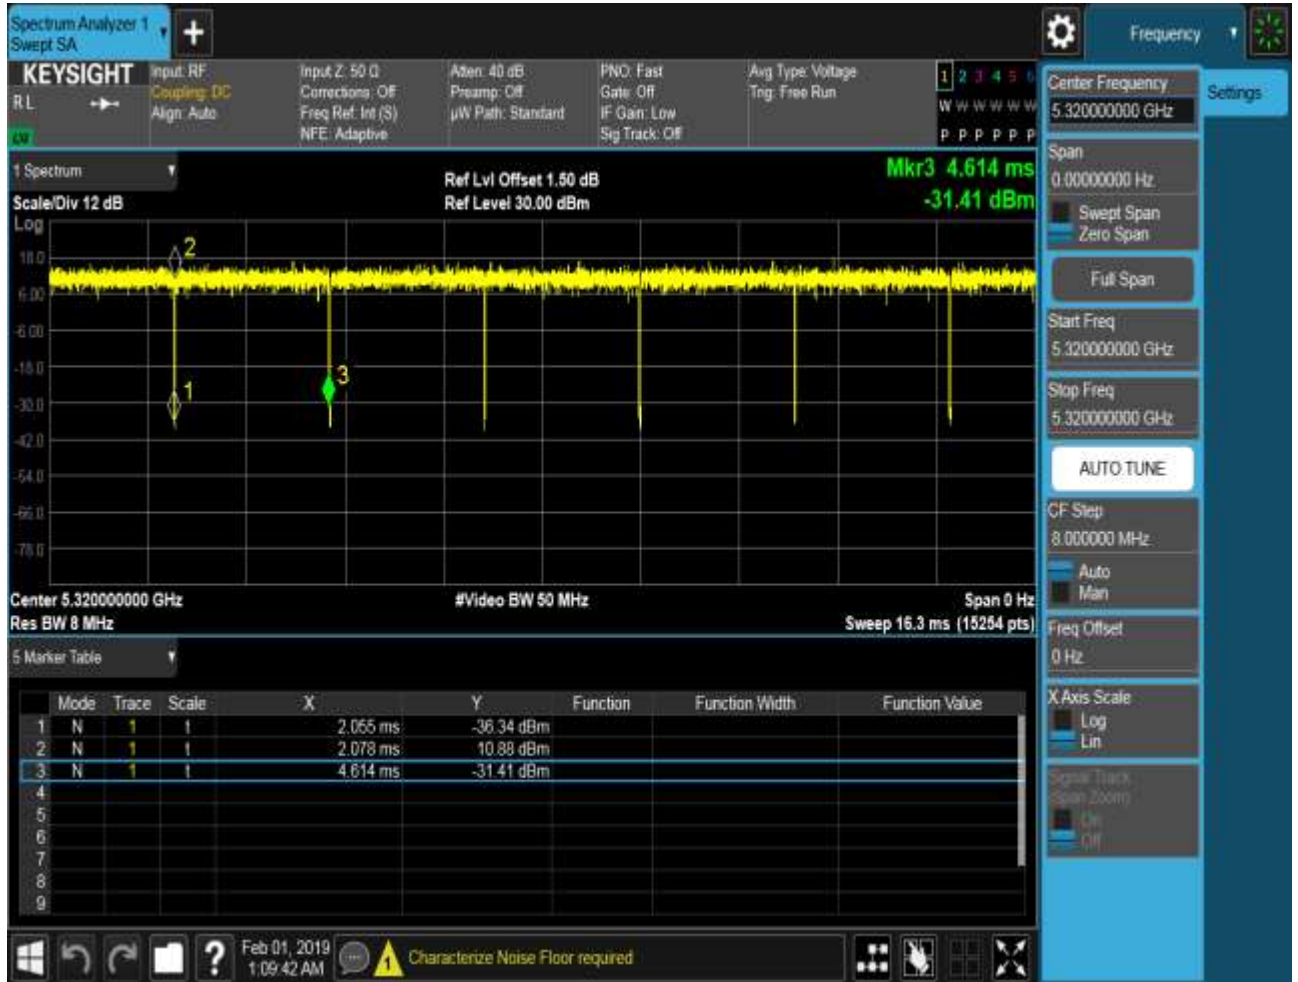 Spectrum Analyzer 1
Swept SA
Frequency
KEYSIGHT
R L
Input: RF
Coupling: DC
Align: Auto
Input Z: 50 Ω
Corrections: Off
Freq Ref: Int (S)
NFE: Adaptive
Atten: 40 dB
Preamp: Off
µW Path: Standard
PNO: Fast
Gate: Off
IF Gain: Low
Sig Track: Off
Avg Type: Voltage
Trig: Free Run
1 2 3 4 5 6
W W W W W W
P P P P P P
1 Spectrum
Scale/Div 12 dB
Ref Lvl Offset 1.50 dB
Ref Level 30.00 dBm
Mkr3 4.614 ms
-31.41 dBm
Log
18.0
6.00
-6.00
-18.0
-30.0
-42.0
-54.0
-66.0
-78.0
2
1
3
Center 5.320000000 GHz
#Video BW 50 MHz
Span 0 Hz
Res BW 8 MHz
Sweep 16.3 ms (15254 pts)
5 Marker Table
Mode Trace Scale X Y Function Function Width Function Value
1 N 1 t 2.055 ms -36.34 dBm
2 N 1 t 2.078 ms 10.88 dBm
3 N 1 t 4.614 ms -31.41 dBm
4
5
6
7
8
9
Center Frequency
5.320000000 GHz
Settings
Span
0.00000000 Hz
Swept Span
Zero Span
Full Span
Start Freq
5.320000000 GHz
Stop Freq
5.320000000 GHz
AUTO TUNE
CF Step
8.000000 MHz
Auto
Man
Freq Offset
0 Hz
X Axis Scale
Log
Lin
Signal Track
(Span Zoom)
On
Off
?
Feb 01, 2019
1:09:42 AM
1
Characterize Noise Floor required